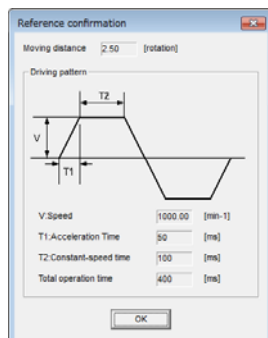 Reference confirmation
Moving distance 2.50 [rotation]
Driving pattern
T2
V
T1
V:Speed 1000.00 [min-1]
T1:Acceleration Time 50 [ms]
T2:Constant-speed time 100 [ms]
Total operation time 400 [ms]
OK